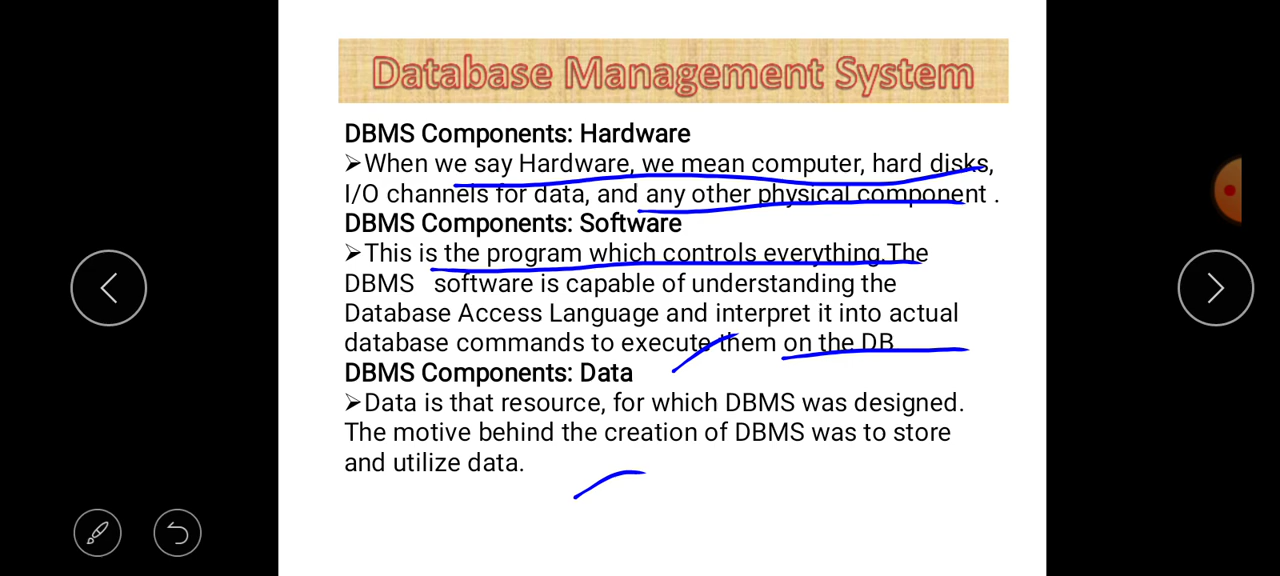 Database Management System
DBMS Components: Hardware
➢When we say Hardware, we mean computer, hard disks,
I/O channels for data, and any other physical component .
DBMS Components: Software
➢This is the program which controls everything.The
DBMS software is capable of understanding the
Database Access Language and interpret it into actual
database commands to execute them on the DB
DBMS Components: Data
➢Data is that resource, for which DBMS was designed.
The motive behind the creation of DBMS was to store
and utilize data.